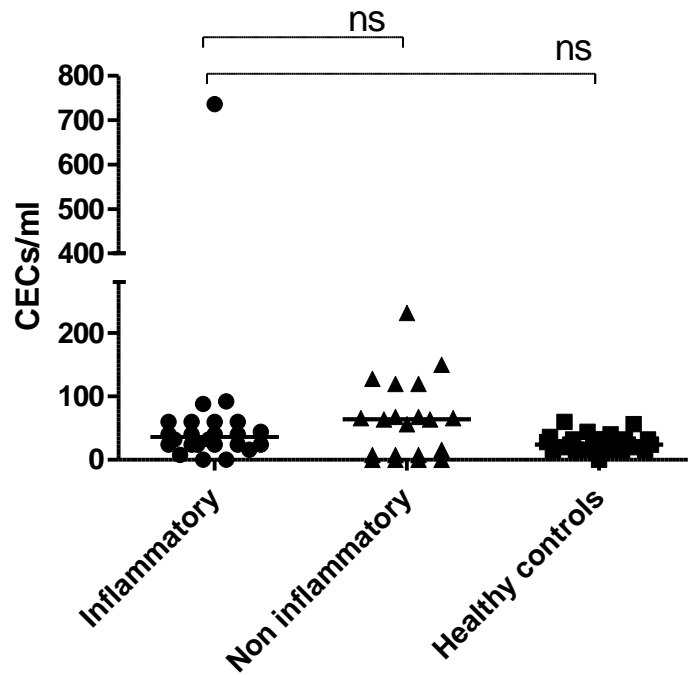 ns
ns
800
700
600
500
400
200
100
0
CECs/ml
Inflammatory
Non inflammatory
Healthy controls